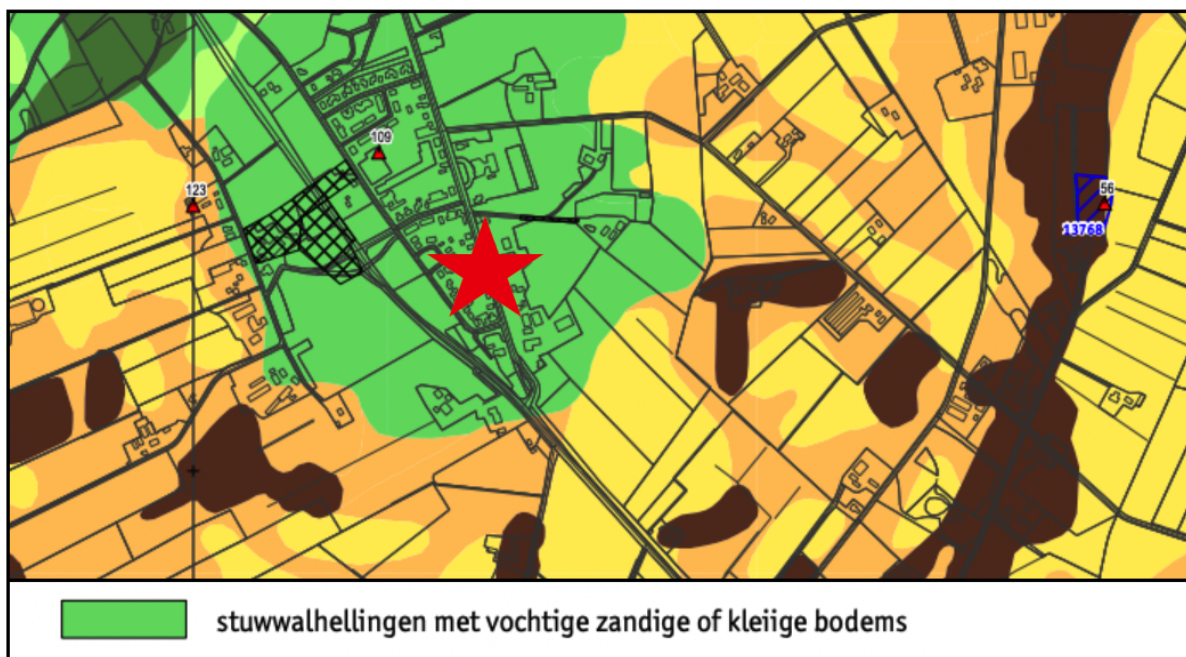 109
123
56
13768
stuwwalhellingen met vochtige zandige of kleiige bodems